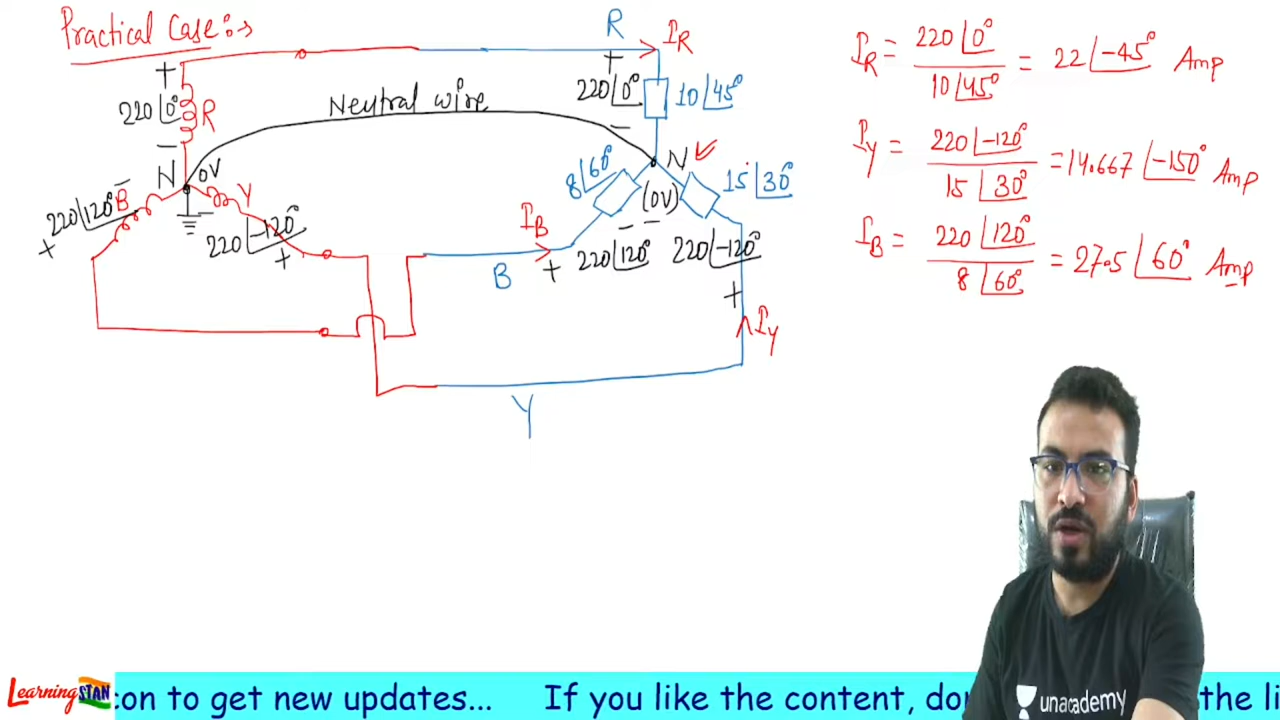 Practical Case:->
R
I_R
+
+
220∠0°
R
−
N
0V
Neutral wire
220∠0°
−
10∠45°
N
(0V)
8∠60°
15∠30°
220∠120°
B
−
+
Y
220∠-120°
+
I_B
B
+
220∠120°
−
220∠-120°
−
+
I_Y
Y
I_R = 220∠0° / 10∠45° = 22∠-45° Amp
I_Y = 220∠-120° / 15∠30° = 14.667∠-150° Amp
I_B = 220∠120° / 8∠60° = 27.5∠60° Amp
unacademy
LearningSTAN
con to get new updates... If you like the content, do the li